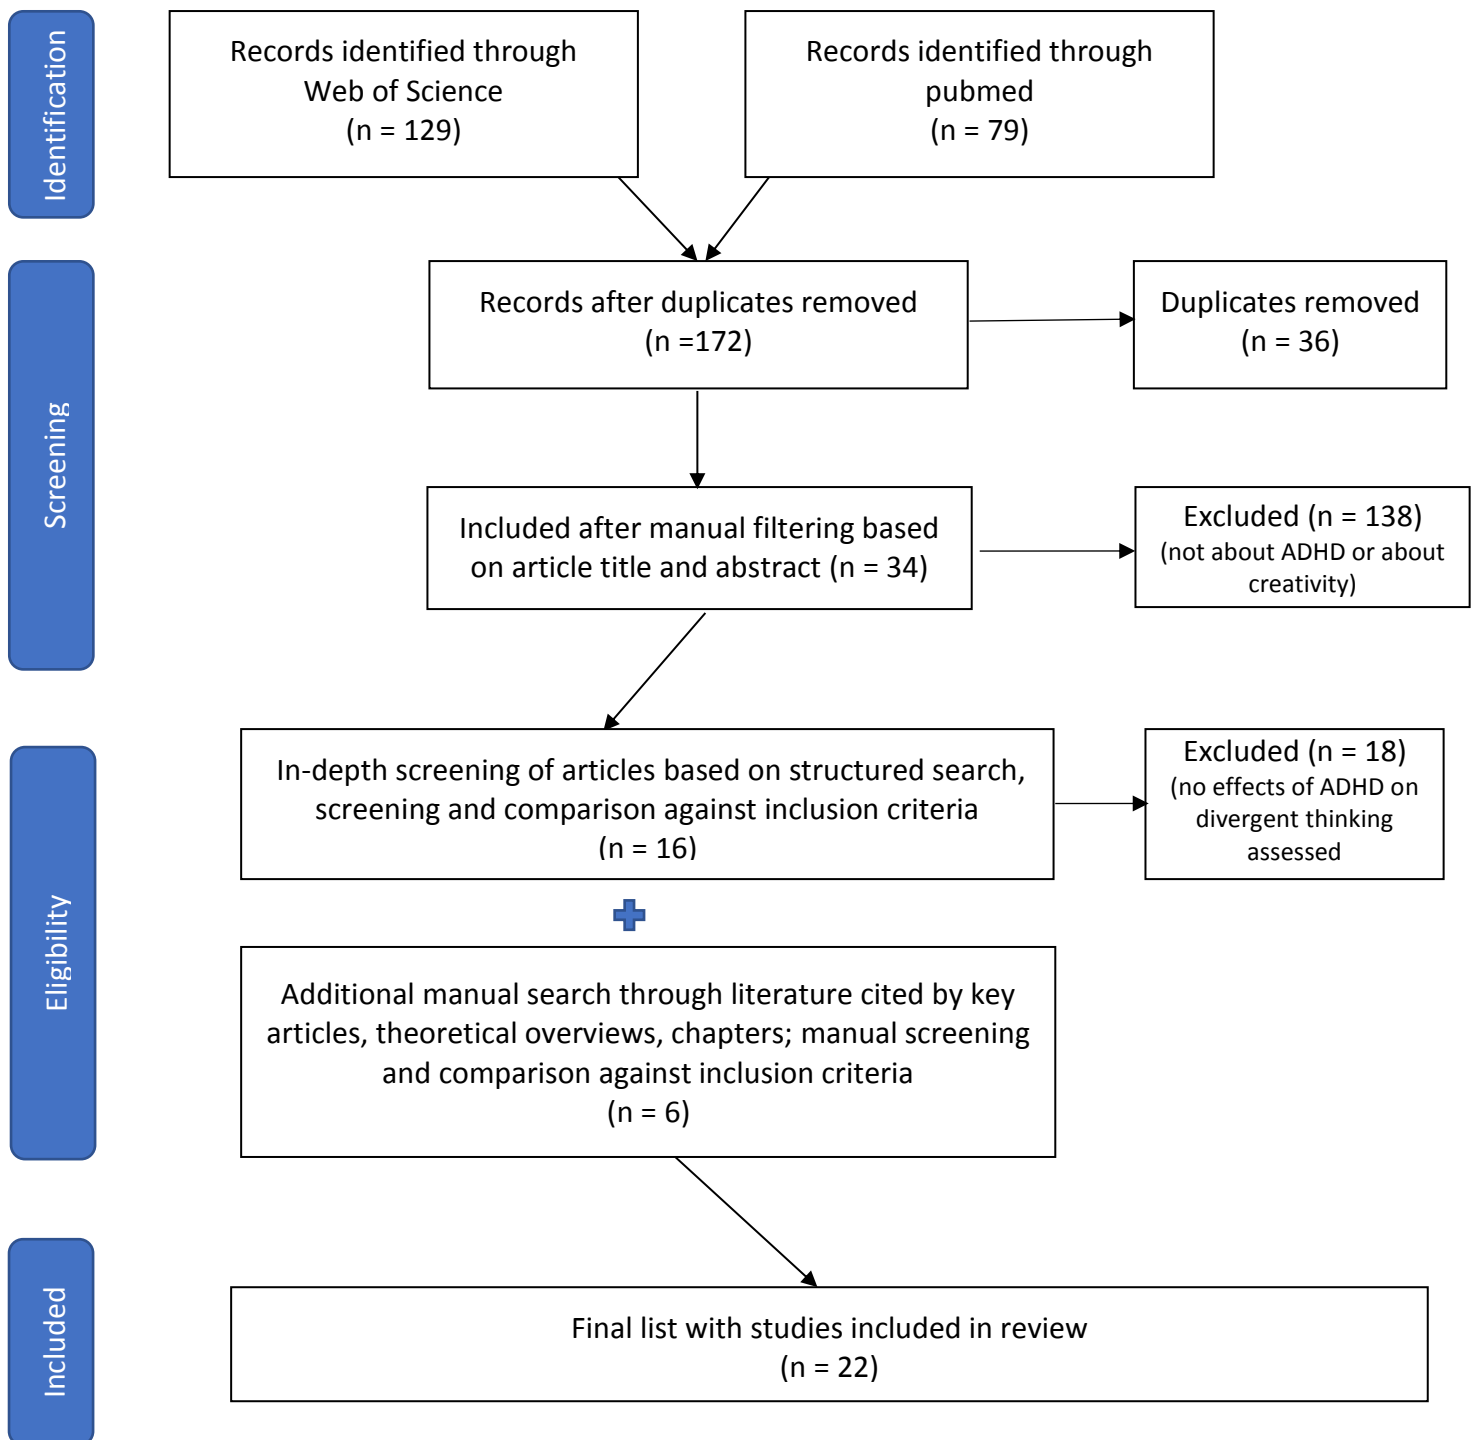 Identification
Records identified through
Web of Science
(n = 129)
Records identified through
pubmed
(n = 79)
Screening
Records after duplicates removed
(n =172)
Duplicates removed
(n = 36)
Included after manual filtering based
on article title and abstract (n = 34)
Excluded (n = 138)
(not about ADHD or about
creativity)
Eligibility
In-depth screening of articles based on structured search,
screening and comparison against inclusion criteria
(n = 16)
Excluded (n = 18)
(no effects of ADHD on
divergent thinking
assessed
Additional manual search through literature cited by key
articles, theoretical overviews, chapters; manual screening
and comparison against inclusion criteria
(n = 6)
Included
Final list with studies included in review
(n = 22)